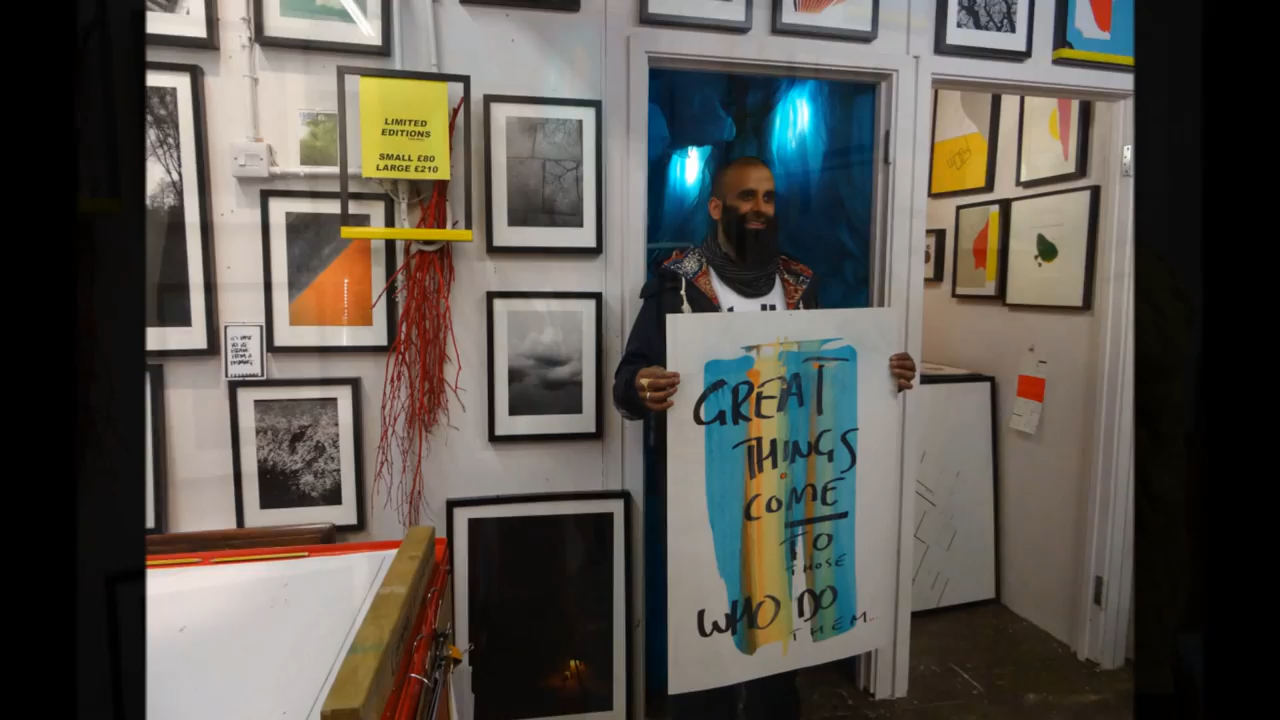 LIMITED
EDITIONS
SMALL £80
LARGE £210
GREAT
THINGS
COME
TO
THOSE
WHO DO
THEM.